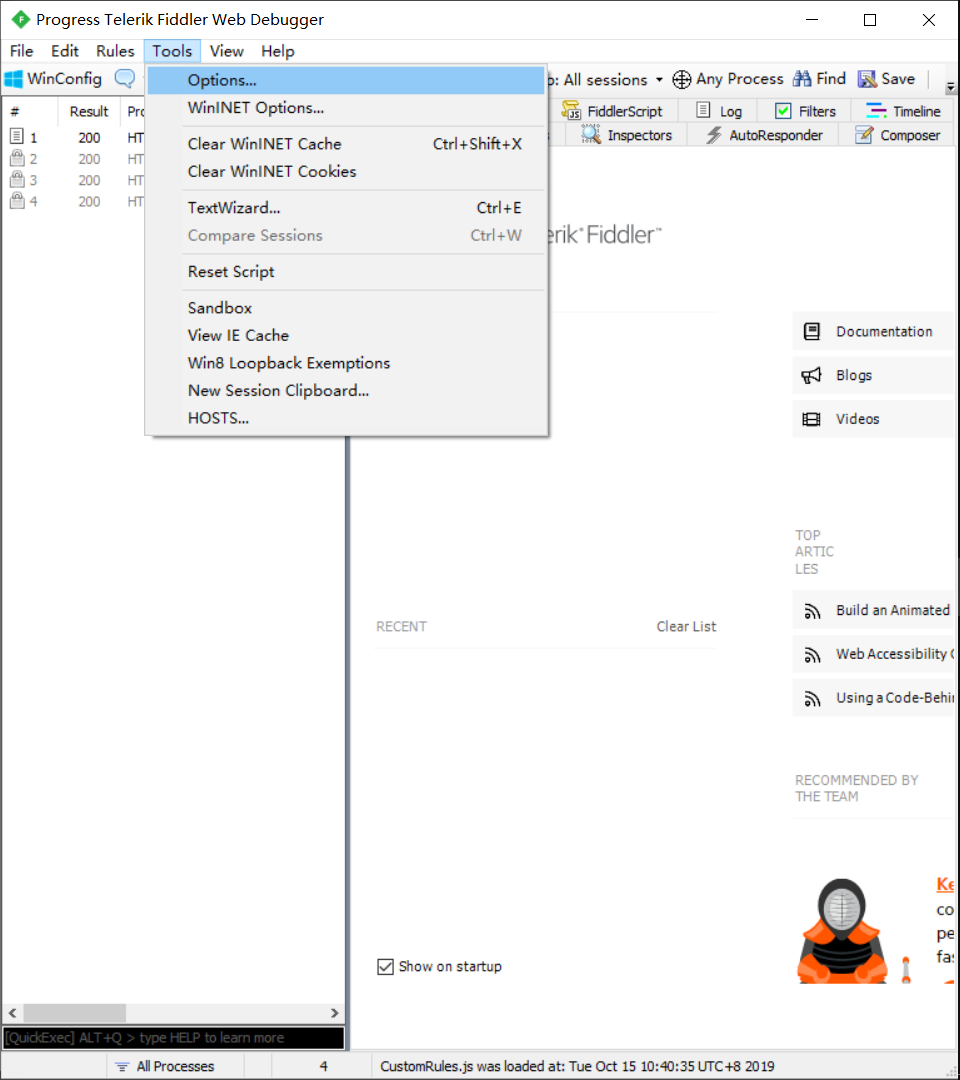 Progress Telerik Fiddler Web Debugger
File Edit Rules Tools View Help
WinConfig All sessions Any Process Find Save
Options...
WinINET Options...
Clear WinINET Cache Ctrl+Shift+X
Clear WinINET Cookies
TextWizard... Ctrl+E
Compare Sessions Ctrl+W
Reset Script
Sandbox
View IE Cache
Win8 Loopback Exemptions
New Session Clipboard...
HOSTS...
# Result
1 200 HT
2 200 HT
3 200 HT
4 200 HT
FiddlerScript Log Filters Timeline
Inspectors AutoResponder Composer
erik® Fiddler™
Documentation
Blogs
Videos
TOP
ARTIC
LES
Build an Animated
Web Accessibility
Using a Code-Behi
RECENT Clear List
RECOMMENDED BY
THE TEAM
Ke
co
pe
fas
Show on startup
[QuickExec] ALT+Q > type HELP to learn more
All Processes 4 CustomRules.js was loaded at: Tue Oct 15 10:40:35 UTC+8 2019